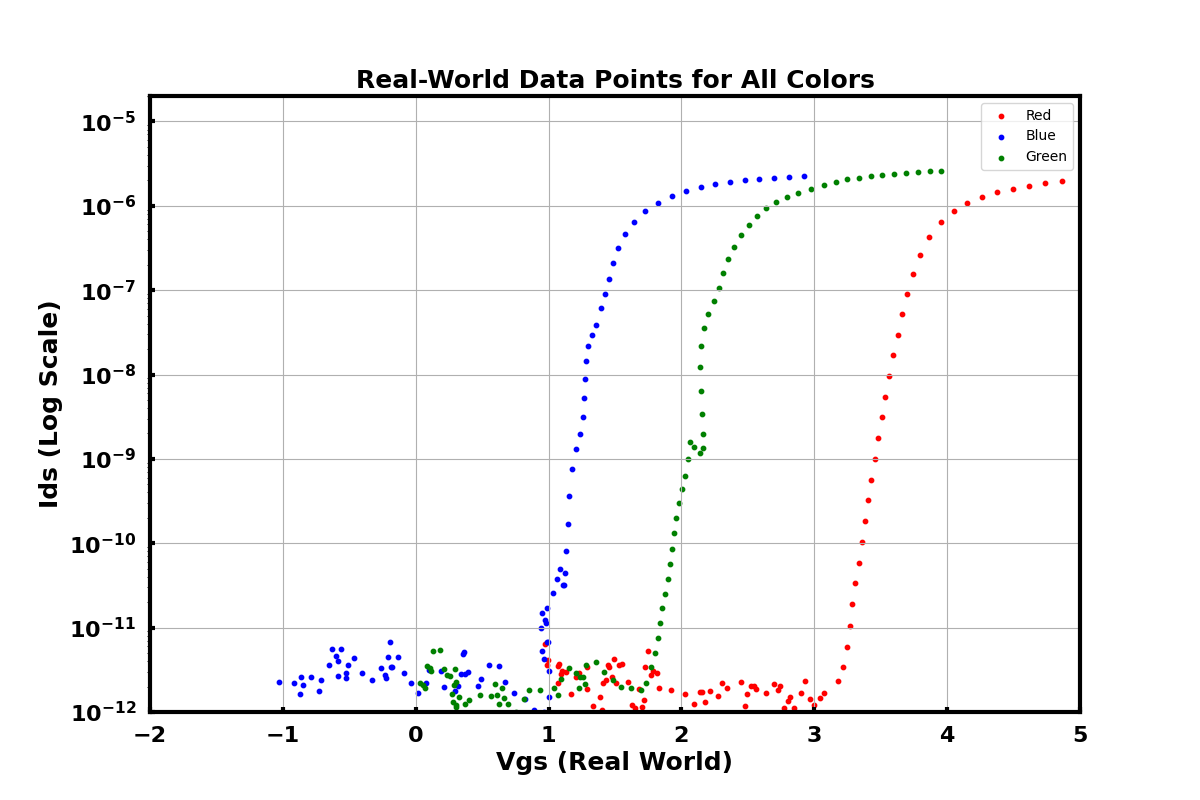 Real-World Data Points for All Colors
Red
Blue
Green
10⁻⁵
10⁻⁶
10⁻⁷
10⁻⁸
10⁻⁹
10⁻¹⁰
10⁻¹¹
10⁻¹²
Ids (Log Scale)
−2 −1 0 1 2 3 4 5
Vgs (Real World)